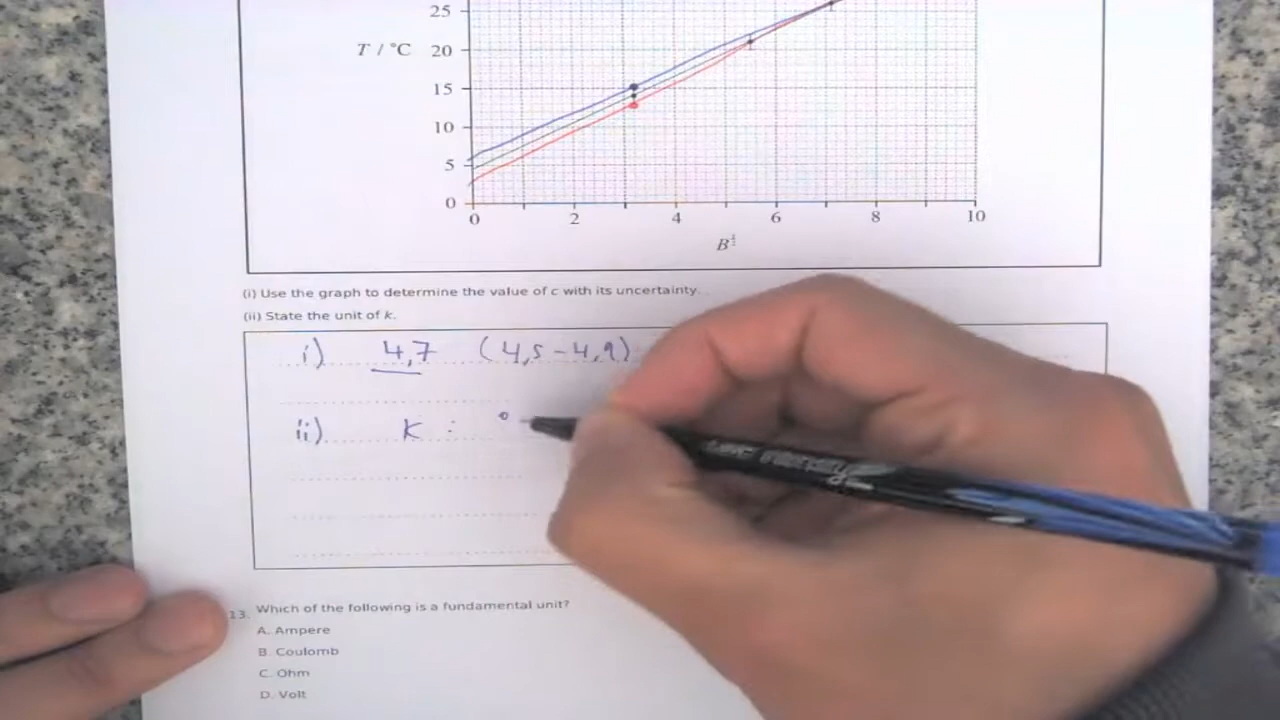 25
T / °C
20
15
10
5
0
0 2 4 6 8 10
(i) Use the graph to determine the value of c with its uncertainty.
(ii) State the unit of k.
i) 4,7 (4,5 - 4,9)
ii) K : °
13. Which of the following is a fundamental unit?
A. Ampere
B. Coulomb
C. Ohm
D. Volt